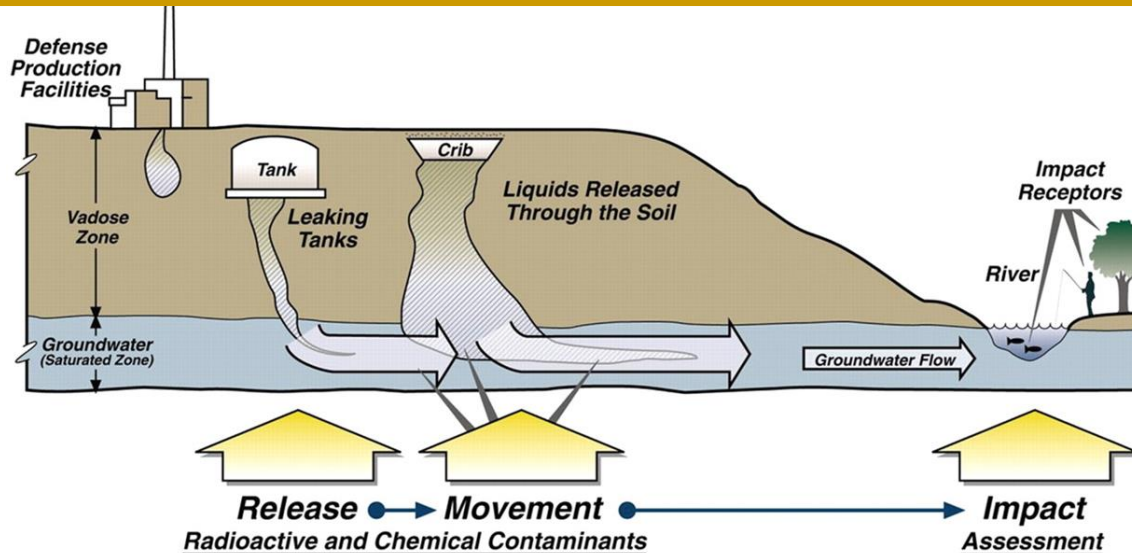 Defense
Production
Facilities
Tank
Crib
Impact
Receptors
Leaking
Tanks
Liquids Released
Through the Soil
Vadose
Zone
River
Groundwater
(Saturated Zone)
Groundwater Flow
Release
Movement
Impact
Radioactive and Chemical Contaminants
Assessment